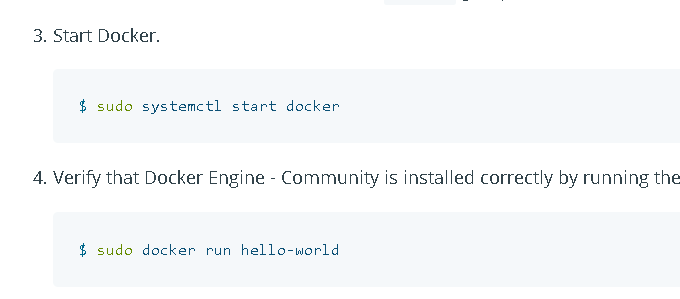 3. Start Docker.
$ sudo systemctl start docker
4. Verify that Docker Engine - Community is installed correctly by running the
$ sudo docker run hello-world